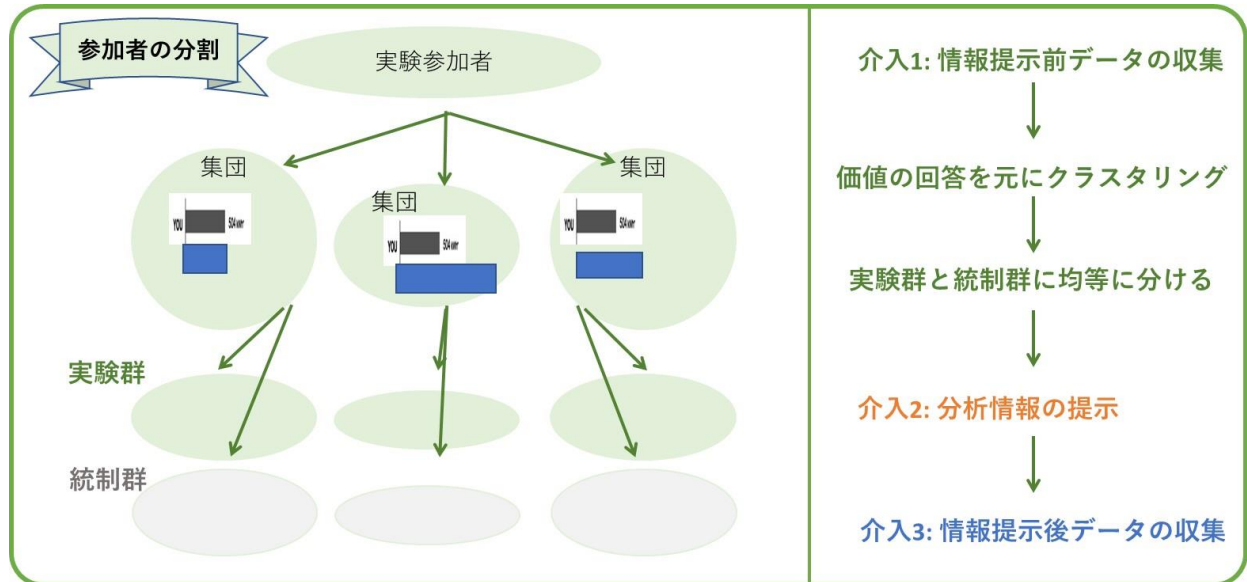 参加者の分割
実験参加者
集団
YOU
集団
YOU
集団
YOU
実験群
統制群
介入1: 情報提示前データの収集
価値の回答を元にクラスタリング
実験群と統制群に均等に分ける
介入2: 分析情報の提示
介入3: 情報提示後データの収集